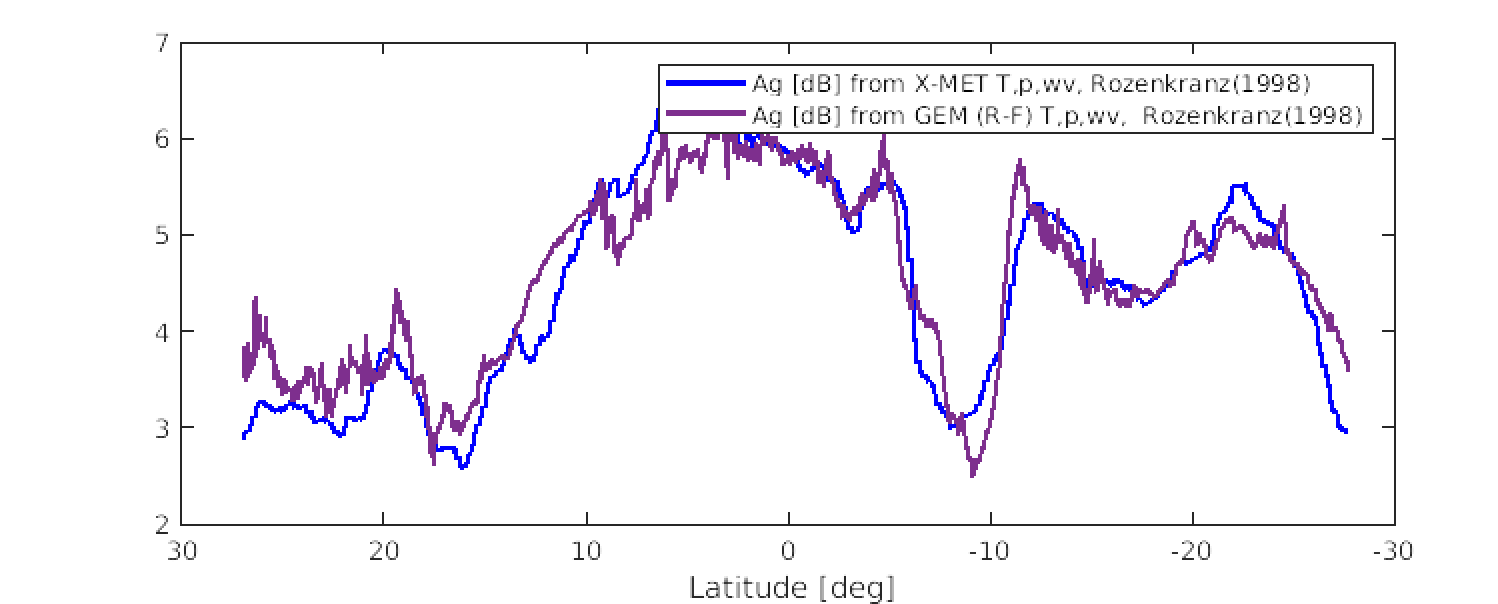 7
Ag [dB] from X-MET T,p,wv, Rozenkranz(1998)
Ag [dB] from GEM (R-F) T,p,wv, Rozenkranz(1998)
6
5
4
3
2
30 20 10 0 -10 -20 -30
Latitude [deg]